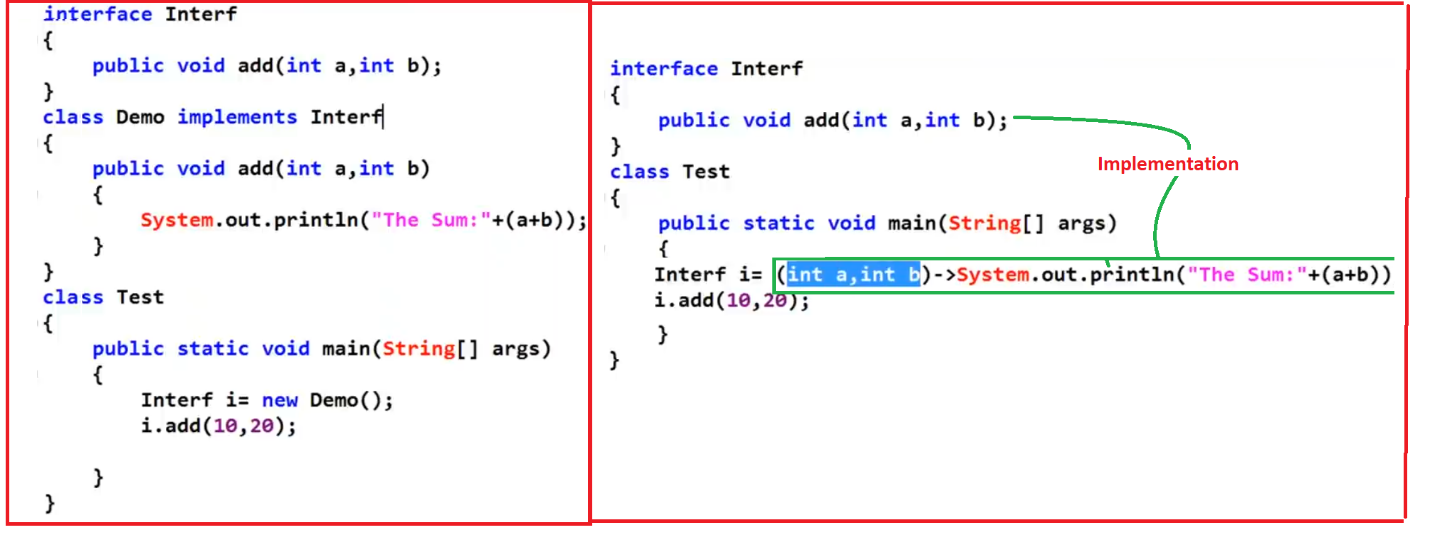 interface Interf
{
public void add(int a,int b);
}
class Demo implements Interf
{
public void add(int a,int b)
{
System.out.println("The Sum:"+(a+b));
}
}
class Test
{
public static void main(String[] args)
{
Interf i= new Demo();
i.add(10,20);
}
}
interface Interf
{
public void add(int a,int b);
}
Implementation
class Test
{
public static void main(String[] args)
{
Interf i= (int a,int b)->System.out.println("The Sum:"+(a+b))
i.add(10,20);
}
}